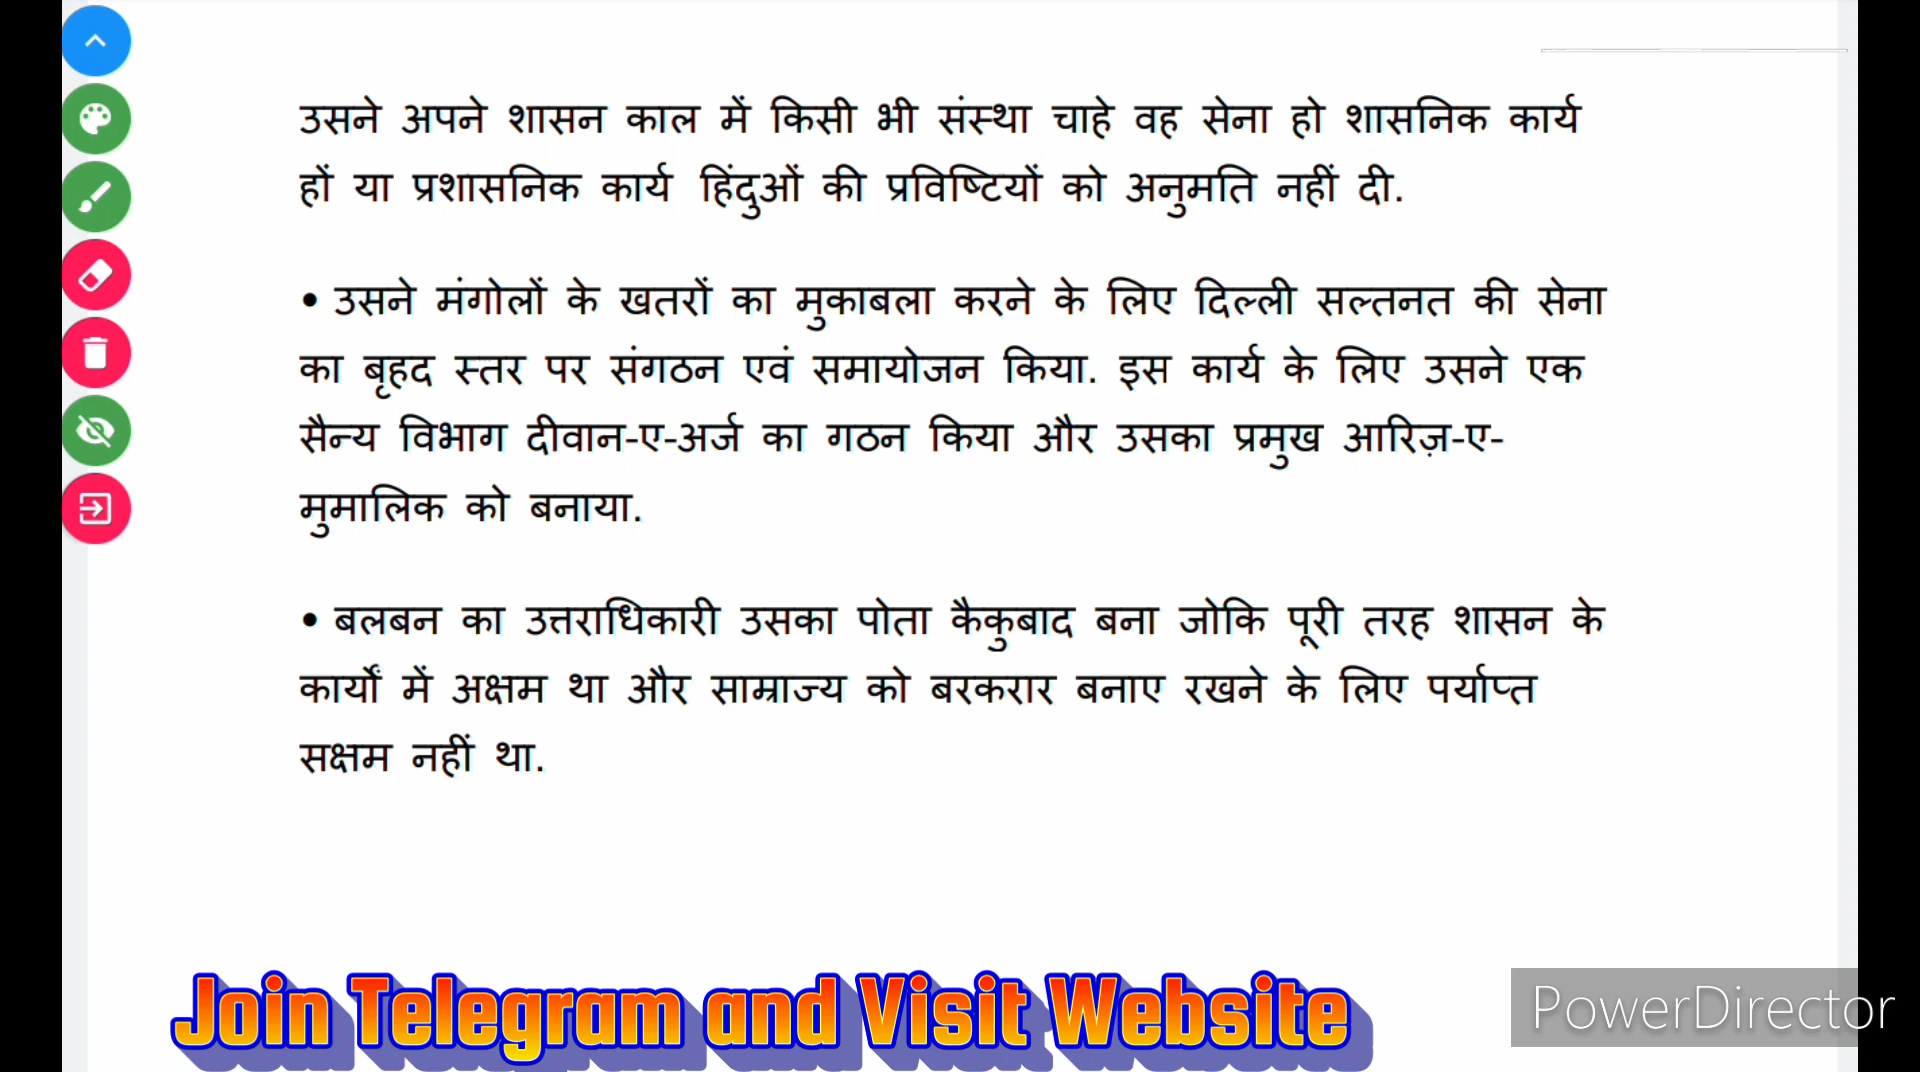 उसने अपने शासन काल में किसी भी संस्था चाहे वह सेना हो शासनिक कार्य
हों या प्रशासनिक कार्य हिंदुओं की प्रविष्टियों को अनुमति नहीं दी.
• उसने मंगोलों के खतरों का मुकाबला करने के लिए दिल्ली सल्तनत की सेना
का बृहद स्तर पर संगठन एवं समायोजन किया. इस कार्य के लिए उसने एक
सैन्य विभाग दीवान-ए-अर्ज का गठन किया और उसका प्रमुख आरिज़-ए-
मुमालिक को बनाया.
• बलबन का उत्तराधिकारी उसका पोता कैकुबाद बना जोकि पूरी तरह शासन के
कार्यों में अक्षम था और साम्राज्य को बरकरार बनाए रखने के लिए पर्याप्त
सक्षम नहीं था.
Join Telegram and Visit Website
PowerDirector